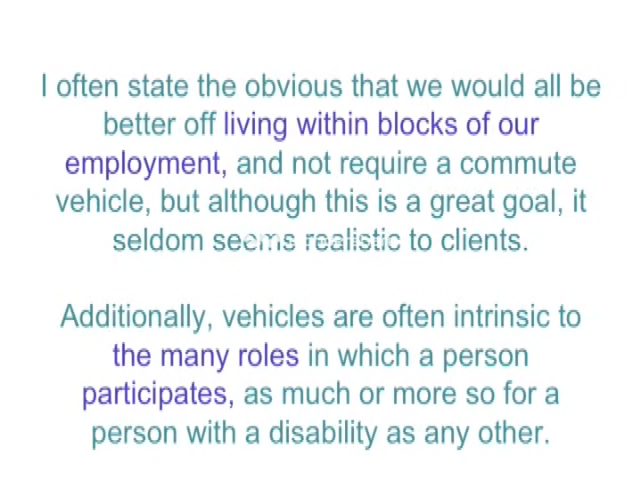 I often state the obvious that we would all be
better off living within blocks of our
employment, and not require a commute
vehicle, but although this is a great goal, it
seldom seems realistic to clients.
Additionally, vehicles are often intrinsic to
the many roles in which a person
participates, as much or more so for a
person with a disability as any other.